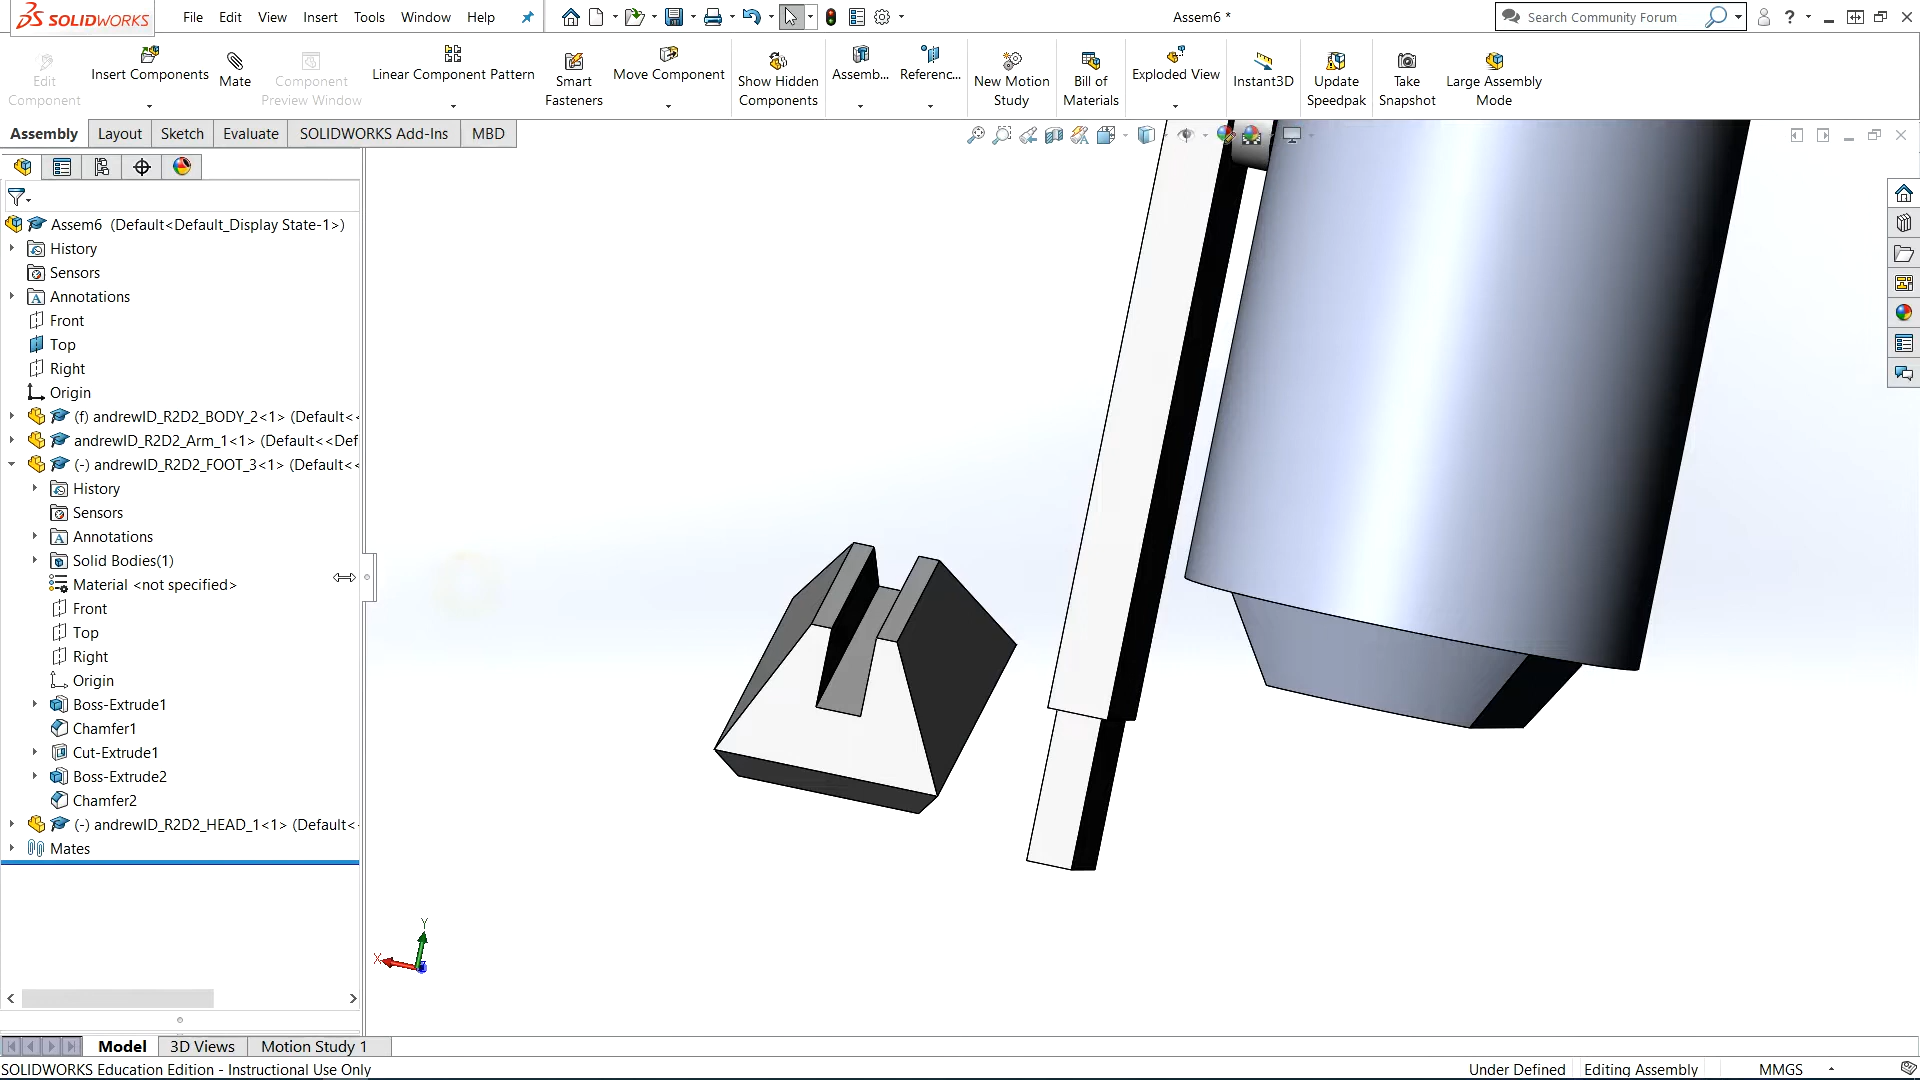 SOLIDWORKS
File Edit View Insert Tools Window Help
Assem6 *
Search Community Forum
?
Edit Component
Insert Components
Mate
Component Preview Window
Linear Component Pattern
Smart Fasteners
Move Component
Show Hidden Components
Assemb...
Referenc...
New Motion Study
Bill of Materials
Exploded View
Instant3D
Update Speedpak
Take Snapshot
Large Assembly Mode
Assembly Layout Sketch Evaluate SOLIDWORKS Add-Ins MBD
Assem6 (Default<Default_Display State-1>)
History
Sensors
A Annotations
Front
Top
Right
Origin
(f) andrewID_R2D2_BODY_2<1> (Default<<
andrewID_R2D2_Arm_1<1> (Default<<Def
(-) andrewID_R2D2_FOOT_3<1> (Default<<
History
Sensors
A Annotations
Solid Bodies(1)
Material <not specified>
Front
Top
Right
Origin
Boss-Extrude1
Chamfer1
Cut-Extrude1
Boss-Extrude2
Chamfer2
(-) andrewID_R2D2_HEAD_1<1> (Default<
Mates
Y
X
Model 3D Views Motion Study 1
SOLIDWORKS Education Edition - Instructional Use Only
Under Defined Editing Assembly MMGS